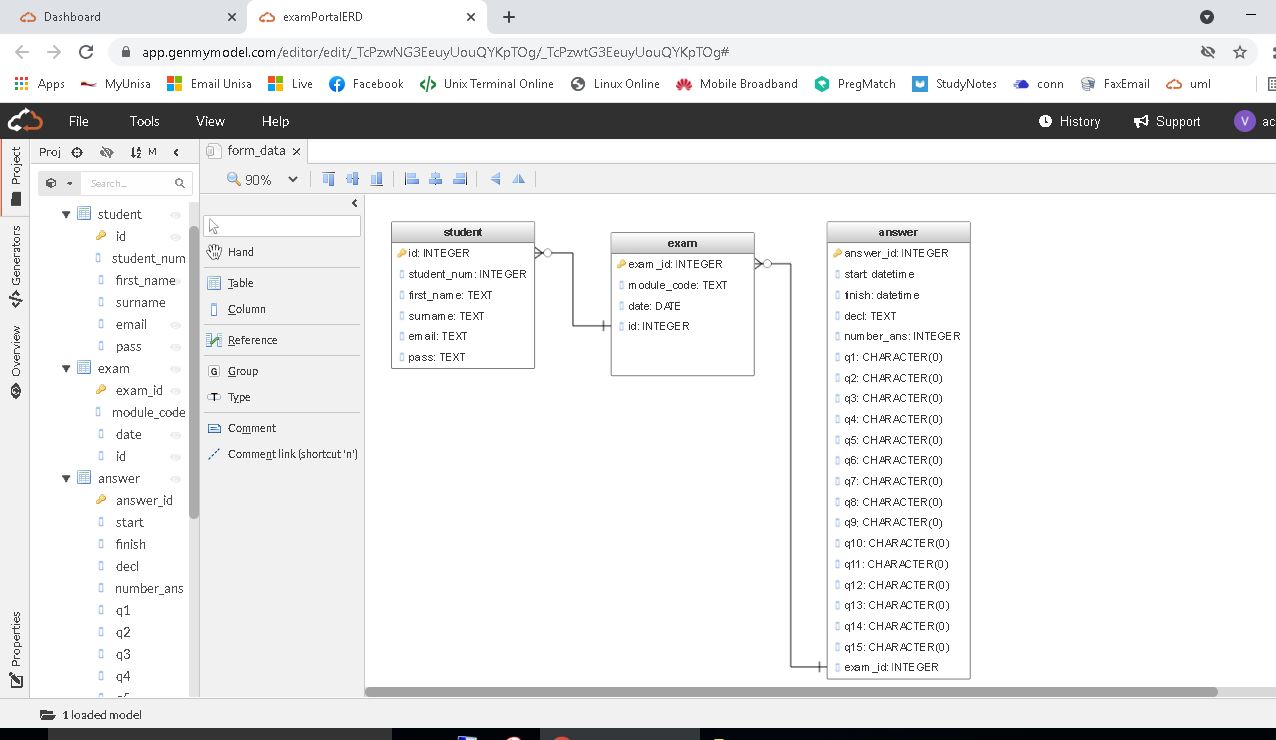 Dashboard
examPortalERD
app.genmymodel.com/editor/edit/_TcPzwNG3EeuyUouQYKpTOg/_TcPzwtG3EeuyUouQYKpTOg#
Apps
MyUnisa
Email Unisa
Live
Facebook
Unix Terminal Online
Linux Online
Mobile Broadband
PregMatch
StudyNotes
conn
FaxEmail
uml
File
Tools
View
Help
History
Support
V
ac
Project
Generators
Overview
Properties
Proj
M
Search...
student
id
student_num
first_name
surname
email
pass
exam
exam_id
module_code
date
id
answer
answer_id
start
finish
decl
number_ans
q1
q2
q3
q4
form_data
90%
Hand
Table
Column
Reference
G Group
Type
Comment
Comment link (shortcut 'n')
student
id: INTEGER
student_num: INTEGER
first_name: TEXT
surname: TEXT
email: TEXT
pass: TEXT
exam
exam_id: INTEGER
module_code: TEXT
date: DATE
id: INTEGER
answer
answer_id: INTEGER
start: datetime
finish: datetime
decl: TEXT
number_ans: INTEGER
q1: CHARACTER(0)
q2: CHARACTER(0)
q3: CHARACTER(0)
q4: CHARACTER(0)
q5: CHARACTER(0)
q6: CHARACTER(0)
q7: CHARACTER(0)
q8: CHARACTER(0)
q9: CHARACTER(0)
q10: CHARACTER(0)
q11: CHARACTER(0)
q12: CHARACTER(0)
q13: CHARACTER(0)
q14: CHARACTER(0)
q15: CHARACTER(0)
exam_id: INTEGER
1 loaded model